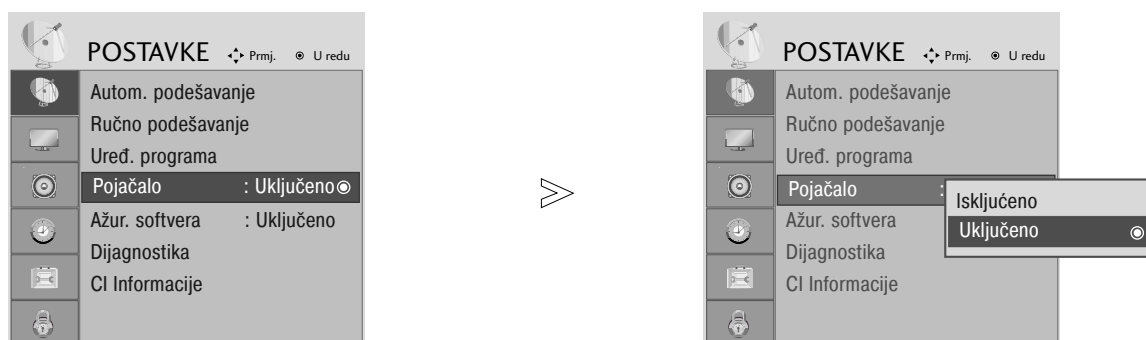 POSTAVKE Prmj. U redu
Autom. podešavanje
Ručno podešavanje
Uređ. programa
Pojačalo : Uključeno
Ažur. softvera : Uključeno
Dijagnostika
CI Informacije
POSTAVKE Prmj. U redu
Autom. podešavanje
Ručno podešavanje
Uređ. programa
Pojačalo :
Ažur. softvera
Dijagnostika
CI Informacije
Iskljućeno
Uključeno